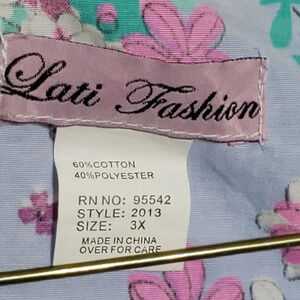 Lati Fashion
60%COTTON
40%POLYESTER
RN NO: 95542
STYLE: 2013
SIZE: 3X
MADE IN CHINA
OVER FOR CARE